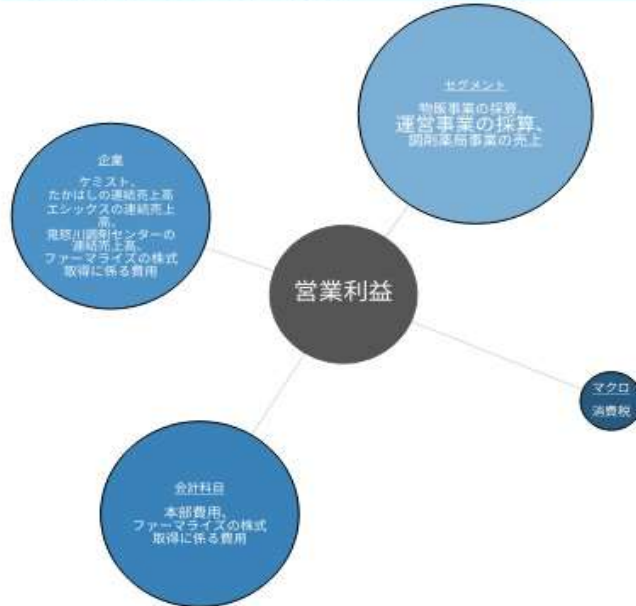 セグメント
物販事業の採算、
運営事業の採算、
調剤薬局事業の売上
企業
ケミスト、
たかはしの連結売上高
エシックスの連結売上
高、
鬼怒川調剤センターの
連結売上高、
ファーマライズの株式
取得に係る費用
営業利益
マクロ
消費税
会計科目
本部費用、
ファーマライズの株式
取得に係る費用